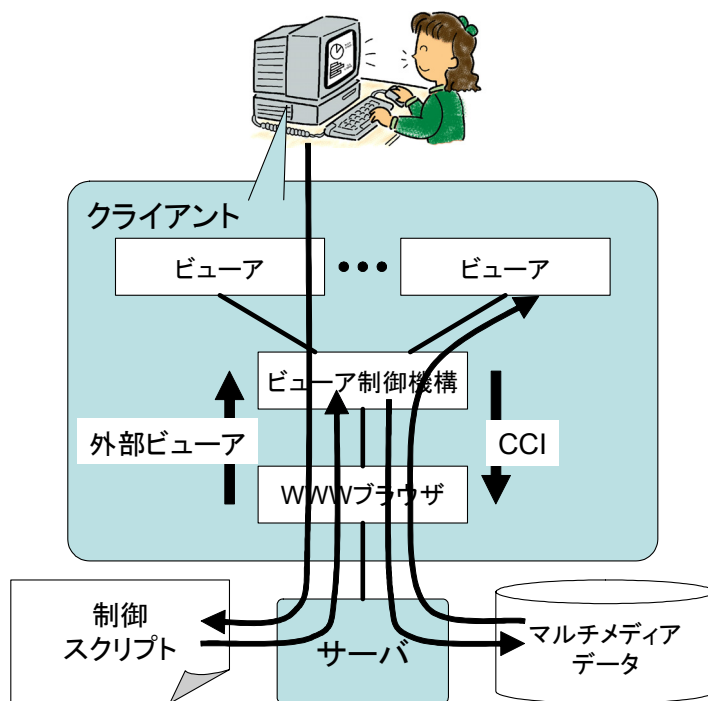 クライアント
ビューア
•••
ビューア
ビューア制御機構
外部ビューア
CCI
WWWブラウザ
制御
スクリプト
サーバ
マルチメディア
データ